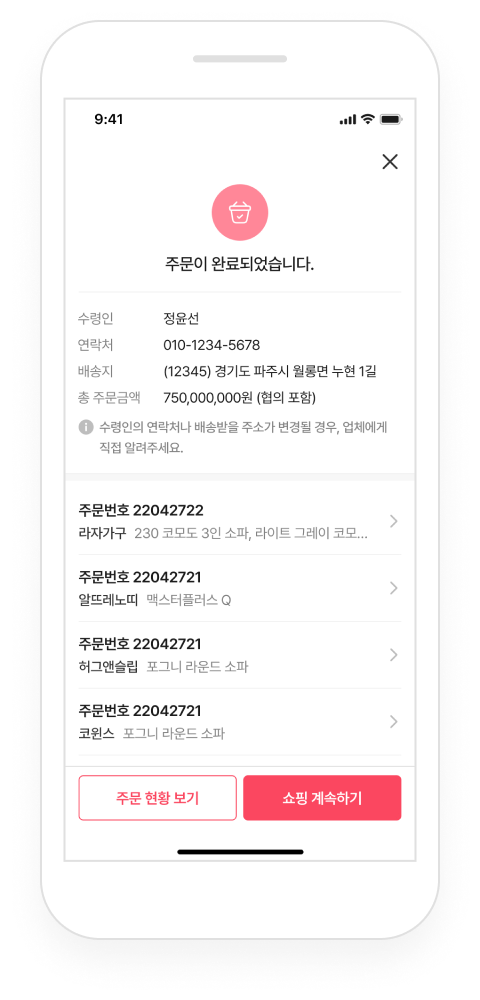 9:41
주문이 완료되었습니다.
수령인 정윤선
연락처 010-1234-5678
배송지 (12345) 경기도 파주시 월롱면 누현 1길
총 주문금액 750,000,000원 (협의 포함)
수령인의 연락처나 배송받을 주소가 변경될 경우, 업체에게
직접 알려주세요.
주문번호 22042722
라자가구 230 코모도 3인 소파, 라이트 그레이 코모...
주문번호 22042721
알뜨레노띠 맥스터플러스 Q
주문번호 22042721
허그앤슬립 포그니 라운드 소파
주문번호 22042721
코윈스 포그니 라운드 소파
주문 현황 보기 쇼핑 계속하기